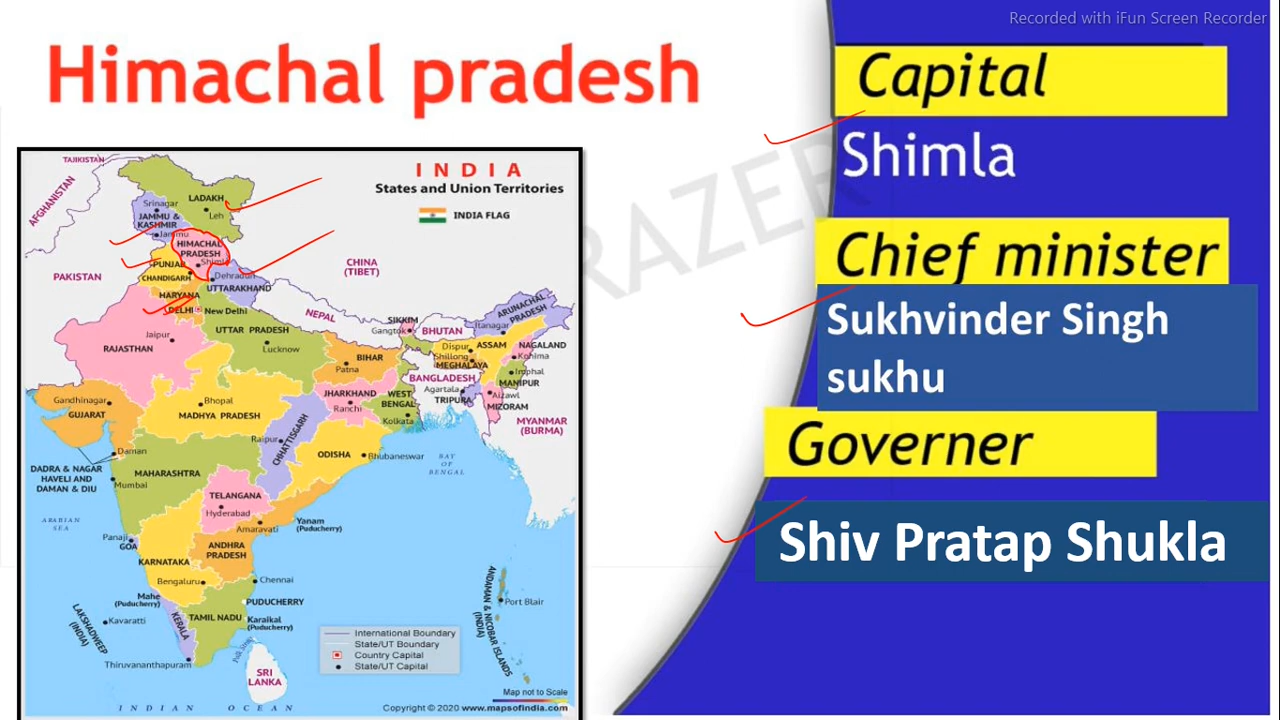 Recorded with iFun Screen Recorder
Himachal pradesh
Capital
Shimla
Chief minister
Sukhvinder Singh
sukhu
Governer
Shiv Pratap Shukla
RAZER
INDIA
States and Union Territories
INDIA FLAG
TAJIKISTAN
AFGHANISTAN
PAKISTAN
CHINA
(TIBET)
NEPAL
BHUTAN
BANGLADESH
MYANMAR
(BURMA)
SRI
LANKA
LADAKH
Leh
Srinagar
JAMMU &
KASHMIR
Jammu
HIMACHAL
PRADESH
Shimla
PUNJAB
CHANDIGARH
Dehradun
UTTARAKHAND
HARYANA
DELHI
New Delhi
RAJASTHAN
Jaipur
UTTAR PRADESH
Lucknow
BIHAR
Patna
SIKKIM
Gangtok
ARUNACHAL
PRADESH
Itanagar
ASSAM
Dispur
NAGALAND
Kohima
Shillong
MEGHALAYA
Imphal
MANIPUR
Agartala
TRIPURA
Aizawl
MIZORAM
Gandhinagar
GUJARAT
Bhopal
MADHYA PRADESH
JHARKHAND
Ranchi
WEST
BENGAL
Kolkata
Raipur
CHHATTISGARH
ODISHA
Bhubaneswar
BAY
OF
BENGAL
Daman
DADRA & NAGAR
HAVELI AND
DAMAN & DIU
MAHARASHTRA
Mumbai
ARABIAN
SEA
TELANGANA
Hyderabad
Amaravati
Yanam
(Puducherry)
ANDHRA
PRADESH
Panaji
GOA
KARNATAKA
Bengaluru
Chennai
Mahe
(Puducherry)
PUDUCHERRY
TAMIL NADU
Karaikal
(Puducherry)
KERALA
Thiruvananthapuram
LAKSHADWEEP
(INDIA)
Kavaratti
ANDAMAN & NICOBAR ISLANDS
(INDIA)
Port Blair
INDIAN OCEAN
International Boundary
State/UT Boundary
Country Capital
State/UT Capital
Map not to Scale
Copyright © 2020 www.mapsofindia.com